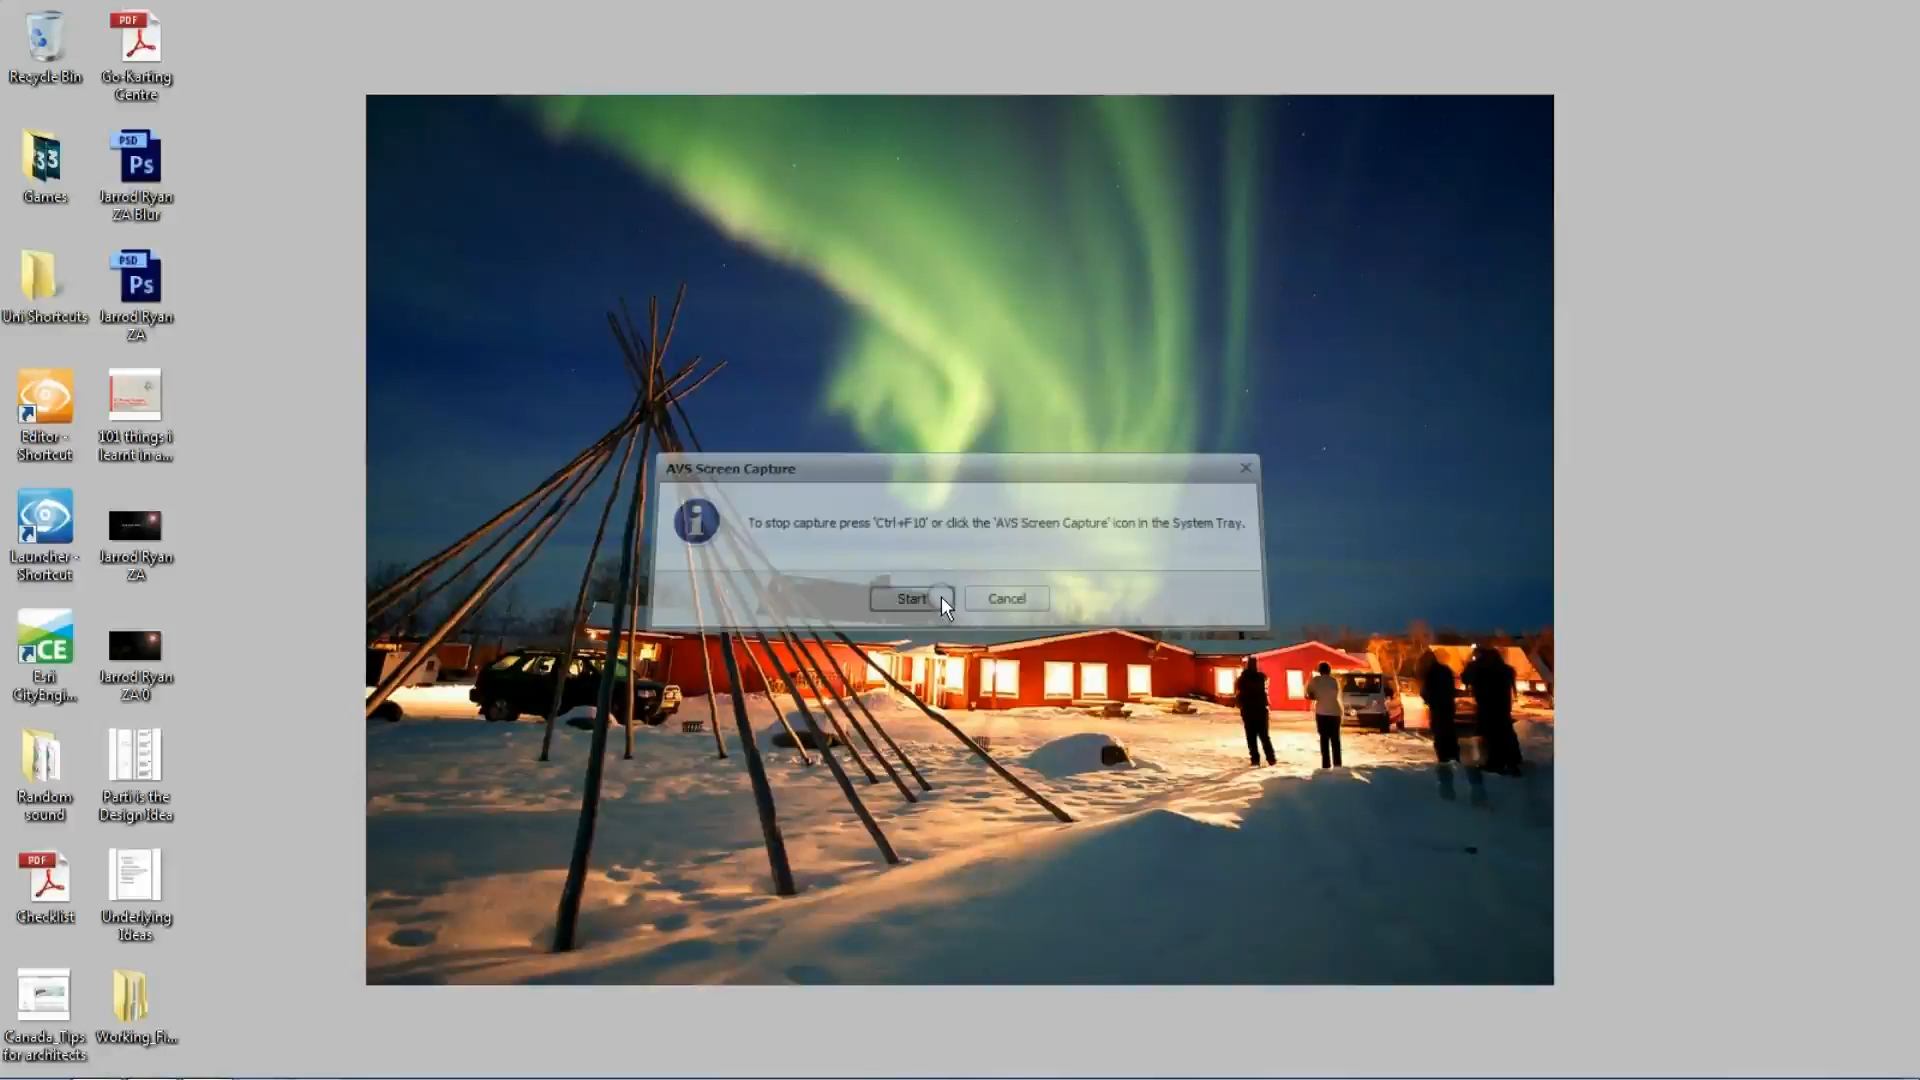 PDF
Recycle Bin
Go-Karting
Centre
PSD
Ps
33
Games
Jarrod Ryan
ZA Blur
PSD
Ps
Uni Shortcuts
Jarrod Ryan
ZA
Editor -
Shortcut
101 things i
learnt in a...
Launcher -
Shortcut
Jarrod Ryan
ZA
CE
Esri
CityEngi...
Jarrod Ryan
ZA 0
Random
sound
Parti is the
Design Idea
PDF
Checklist
Underlying
Ideas
Canada_Tips
for architects
Working_Fi...
AVS Screen Capture
To stop capture press 'Ctrl+F10' or click the 'AVS Screen Capture' icon in the System Tray.
Start
Cancel